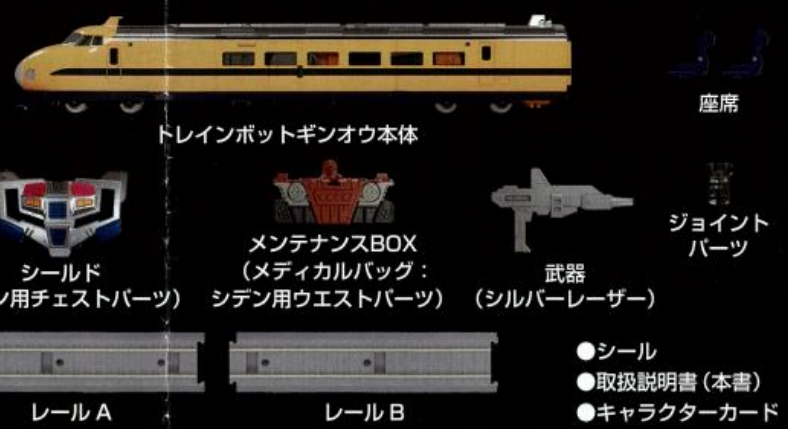 トレインボットギンオウ本体
座席
シールド
ン用チェストパーツ）
メンテナンスBOX
（メディカルバッグ：
シデン用ウエストパーツ）
武器
（シルバーレーザー）
ジョイント
パーツ
レール A
レール B
●シール
●取扱説明書（本書）
●キャラクターカード